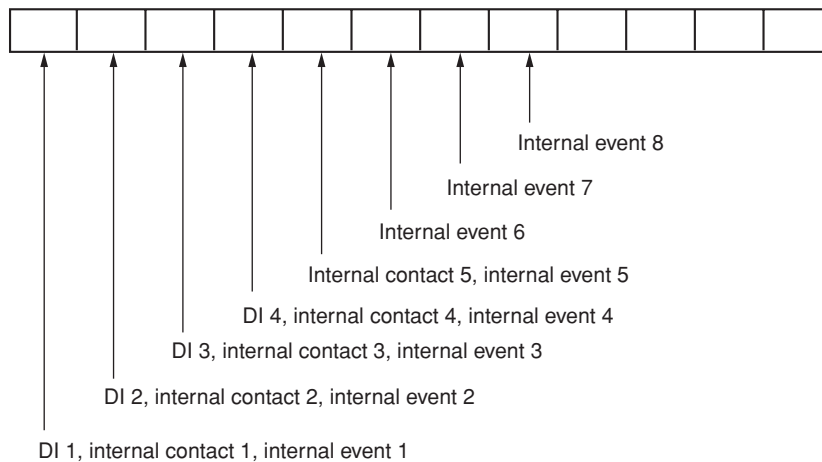 Internal event 8
Internal event 7
Internal event 6
Internal contact 5, internal event 5
DI 4, internal contact 4, internal event 4
DI 3, internal contact 3, internal event 3
DI 2, internal contact 2, internal event 2
DI 1, internal contact 1, internal event 1